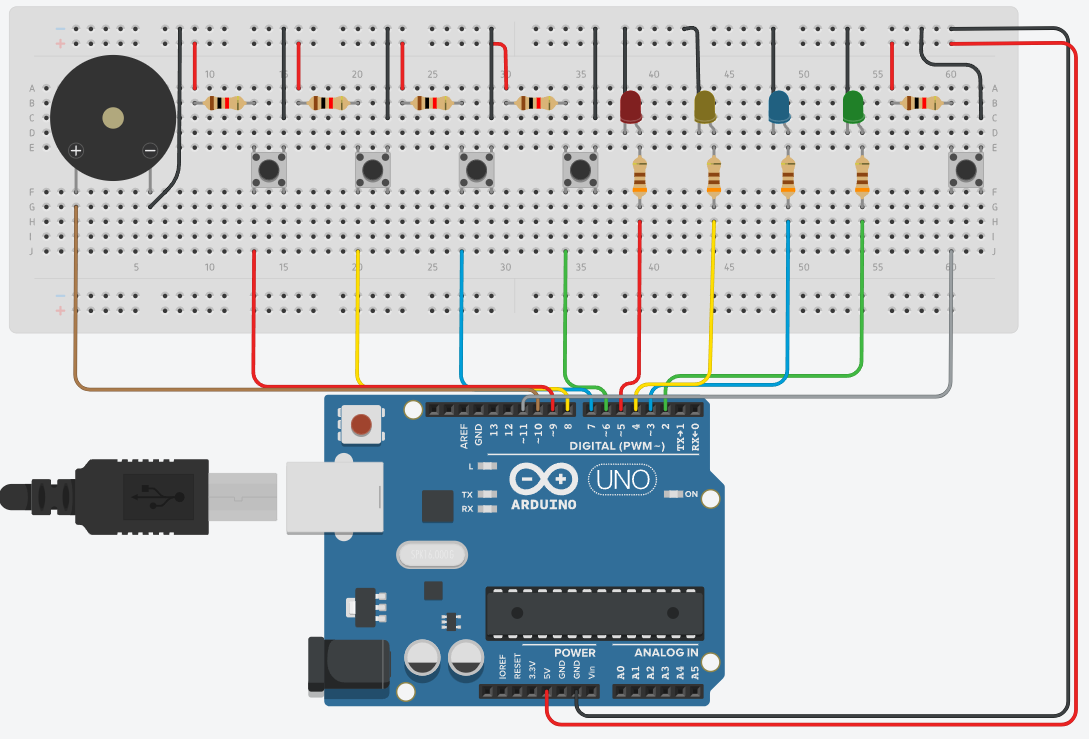 − −
+ +
10 15 20 25 30 35 40 45 50 55 60
A A
B B
C C
D D
E E
+ −
F F
G G
H H
I I
J J
5 10 15 20 25 30 35 40 45 50 55 60
−
+
AREF GND 13 12 ~11 ~10 ~9 8 7 ~6 ~5 4 ~3 2 TX→1 RX←0
DIGITAL (PWM ~)
L
TX
RX
ARDUINO
UNO
ON
POWER ANALOG IN
IOREF RESET 3.3V 5V GND GND Vin A0 A1 A2 A3 A4 A5